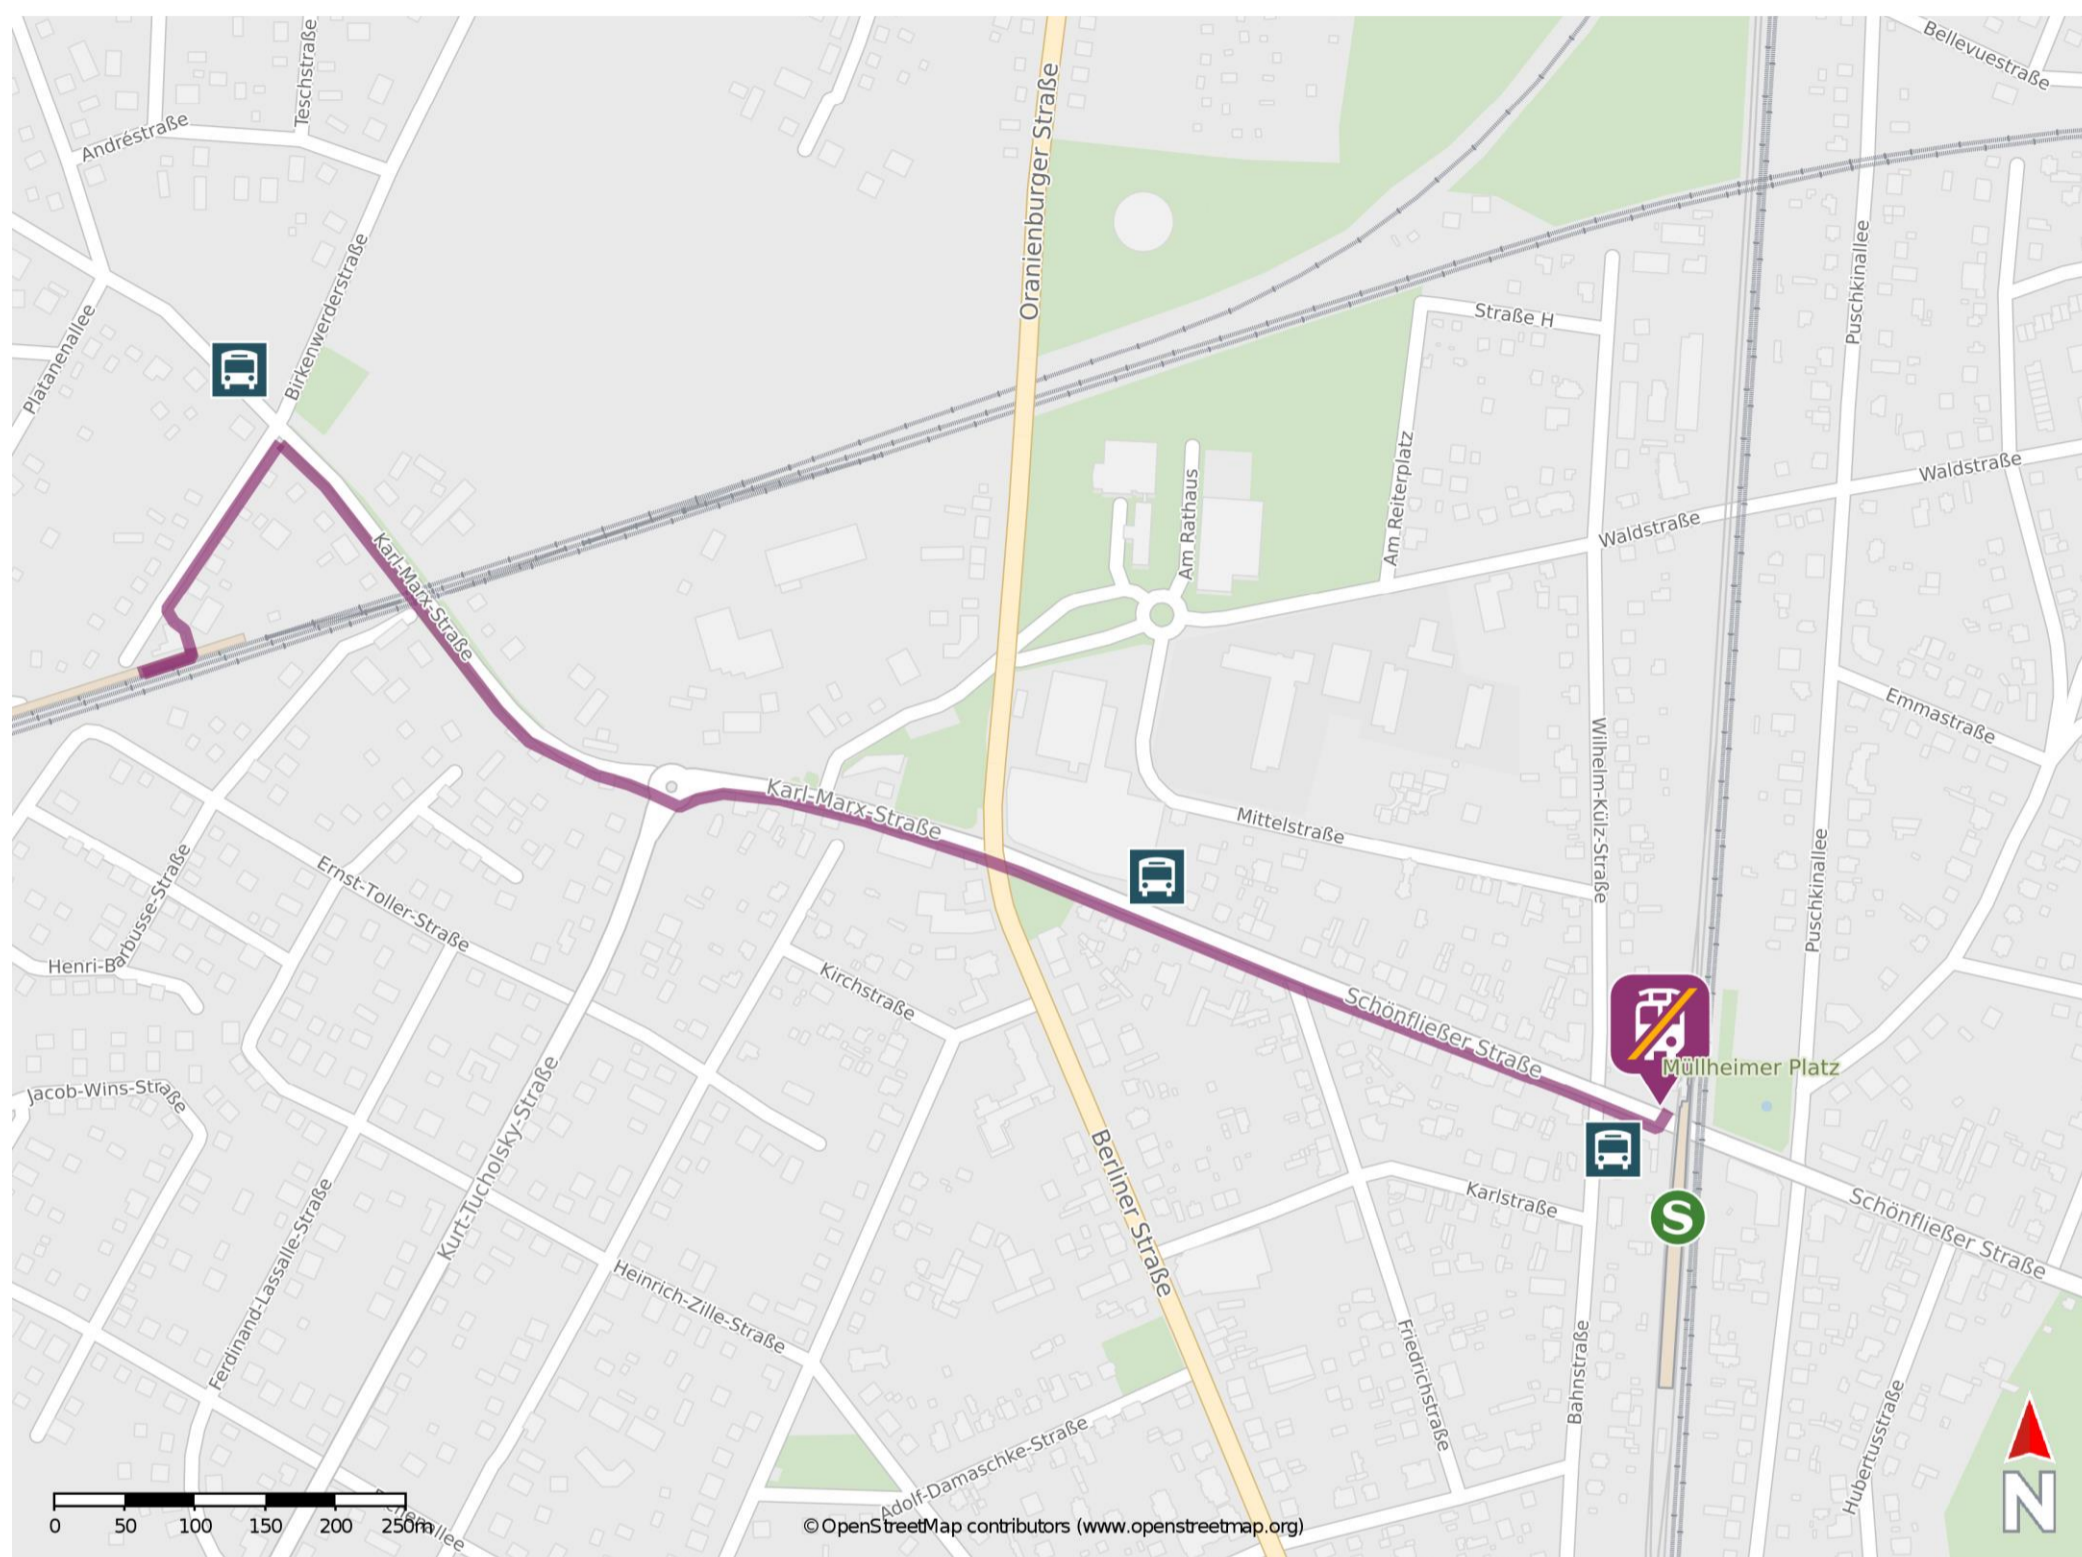 Teschstraße
Bellevuestraße
Andréstraße
Oranienburger Straße
Birkenwerderstraße
Puschkinallee
Platanenallee
Straße H
Am Reiterplatz
Waldstraße
Am Rathaus
Waldstraße
Karl-Marx-Straße
Emmastraße
Wilhelm-Külz-Straße
Karl-Marx-Straße
Mittelstraße
Puschkinallee
Ernst-Toller-Straße
Henri-Barbusse-Straße
Kirchstraße
Schönfließer Straße
Müllheimer Platz
Jacob-Wins-Straße
Kurt-Tucholsky-Straße
Berliner Straße
Karlstraße
S
Schönfließer Straße
Ferdinand-Lassalle-Straße
Heinrich-Zille-Straße
Friedrichstraße
Bahnstraße
Hubertusstraße
Adolf-Damaschke-Straße
N
0 50 100 150 200 250m
© OpenStreetMap contributors (www.openstreetmap.org)